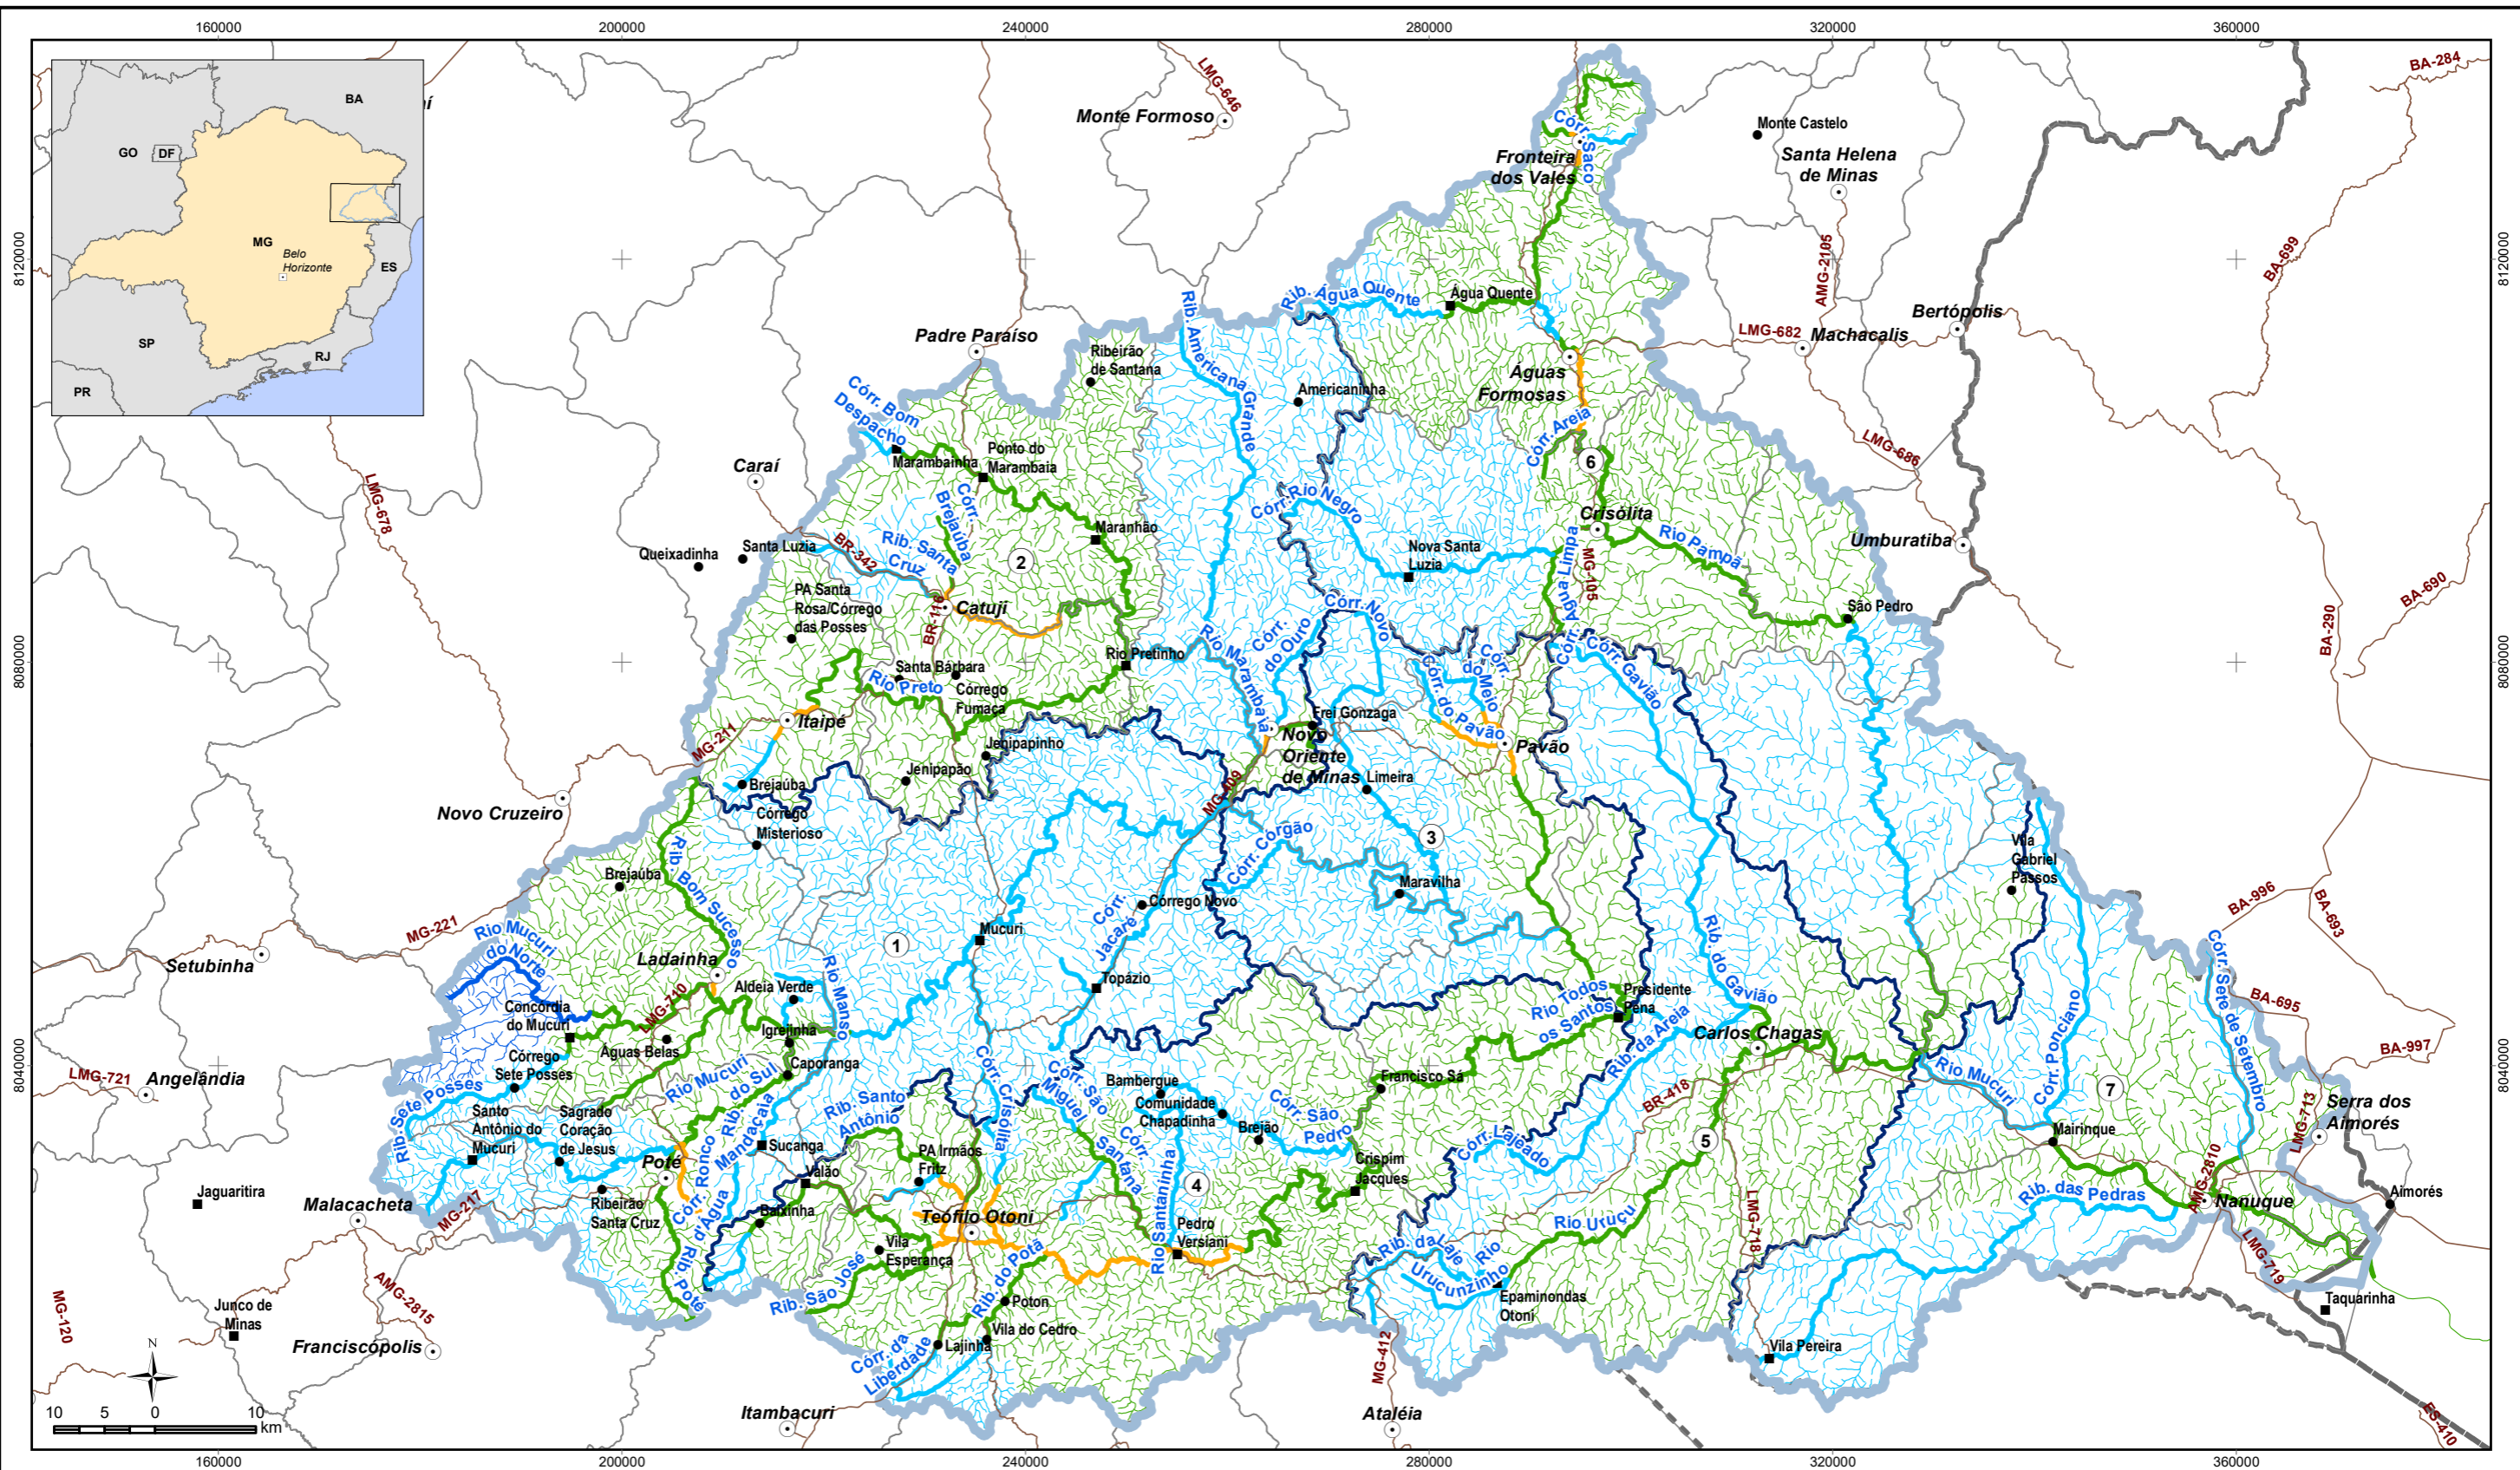 160000
200000
240000
280000
320000
360000
8120000
8080000
8040000
8120000
8080000
8040000
160000
200000
240000
280000
320000
360000
BA
GO
DF
MG
Belo
Horizonte
ES
SP
RJ
PR
í
LMG-646
Monte Formoso
BA-284
Monte Castelo
Santa Helena
de Minas
Córr. Saco
Fronteira
dos Vales
AMG-2105
BA-699
Rib. Americana Grande
Rib. Água Quente
Água Quente
Bertópolis
LMG-682
Machacalis
Padre Paraíso
Ribeirão
de Santana
Águas
Formosas
Americaninha
Córr. Bom
Despacho
Marambainha
Ponto do
Marambaia
Córr. Areia
6
LMG-686
Caraí
LMG-678
Córr.
Brejaúba
Maranhão
Córr. Rio Negro
Crisólita
Rio Pampã
Umburatiba
Queixadinha
Santa Luzia
BR-342
Rib. Santa
Cruz
2
Nova Santa
Luzia
Córr. Água Limpa
MG-105
São Pedro
BA-290
BA-690
PA Santa
Rosa/Córrego
das Posses
BR-116
Catuji
Córr. Novo
Córr.
do Ouro
Rio Marambaia
Rio Pretinho
Santa Bárbara
Rio Preto
Córrego
Fumaça
Córr.
do Meio
Córr. do Pavão
Córr. Gavião
Itaipé
MG-211
Frei Gonzaga
Novo
Oriente
de Minas
Pavão
Jenipapinho
Jenipapão
Limeira
Brejaúba
MG-409
Novo Cruzeiro
Córrego
Misterioso
3
Córr. Corgão
Vila
Gabriel
Passos
Rib. Bom Sucesso
Brejaúba
Maravilha
Córrego Novo
BA-996
BA-693
MG-221
Rio Mucuri
do Norte
Setubinha
Ladainha
1
Mucuri
Córr.
Jacaré
Rib. do Gavião
Córr. Sete de Setembro
Aldeia Verde
Rio Manso
Topázio
Rio Todos
os Santos
Presidente
Pena
BA-695
Concórdia
do Mucuri
LMG-710
Igrejinha
Águas Belas
Caporanga
Rib. da Areia
Carlos Chagas
Córr. Ponciano
BA-997
LMG-721
Angelândia
Córrego
Sete Posses
Rib. Sete Posses
Rio Mucuri
do Sul
Córr. Crisólita
Córr. São
Miguel
Bambergue
Comunidade
Chapadinha
Francisco Sá
BR-418
Rio Mucuri
7
LMG-713
Serra dos
Aimorés
Santo
Antônio do
Mucuri
Sagrado
Coração
de Jesus
Rib.
Mandaçaia
Rib. Santo
Antônio
Sucanga
Córr.
Santana
Brejão
Córr. São
Pedro
Córr. Lajeado
5
Mairinque
Poté
Valão
PA Irmãos
Fritz
Rio Santaninha
4
Crispim
Jacques
AMG-2810
Jaguaritira
Malacacheta
MG-217
Ribeirão
Santa Cruz
Córr. Ronco
d'Água
Baixinha
Teófilo Otoni
Pedro
Versiani
Rib. das Pedras
Nanuque
Aimorés
Rib. Poté
Vila
Esperança
Rib. São José
Rib. do Potã
Rib. da Laje
Rio
Urucunzinho
Rio Uruçu
LMG-718
LMG-719
MG-120
AMG-2815
Junco de
Minas
Poton
Epaminondas
Otoni
Taquarinha
Franciscópolis
Vila do Cedro
Lajinha
Córr. da
Liberdade
MG-412
Vila Pereira
N
10
5
0
10
km
Itambacuri
Ataléia
ES-410